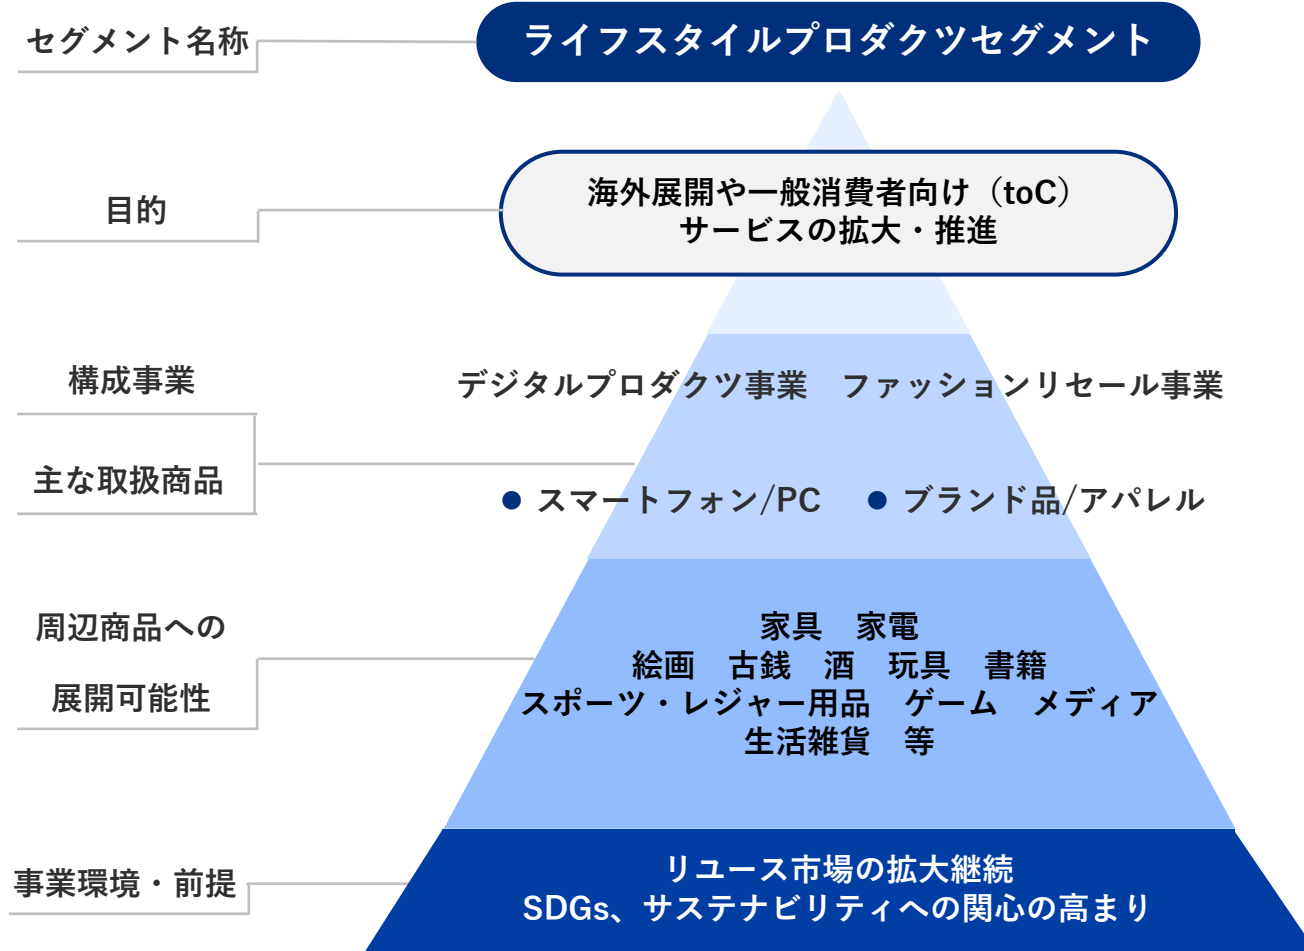 セグメント名称
ライフスタイルプロダクツセグメント
目的
海外展開や一般消費者向け（toC）
サービスの拡大・推進
構成事業
デジタルプロダクツ事業　ファッションリセール事業
主な取扱商品
● スマートフォン/PC　● ブランド品/アパレル
周辺商品への
展開可能性
家具　家電
絵画　古銭　酒　玩具　書籍
スポーツ・レジャー用品　ゲーム　メディア
生活雑貨　等
事業環境・前提
リユース市場の拡大継続
SDGs、サステナビリティへの関心の高まり